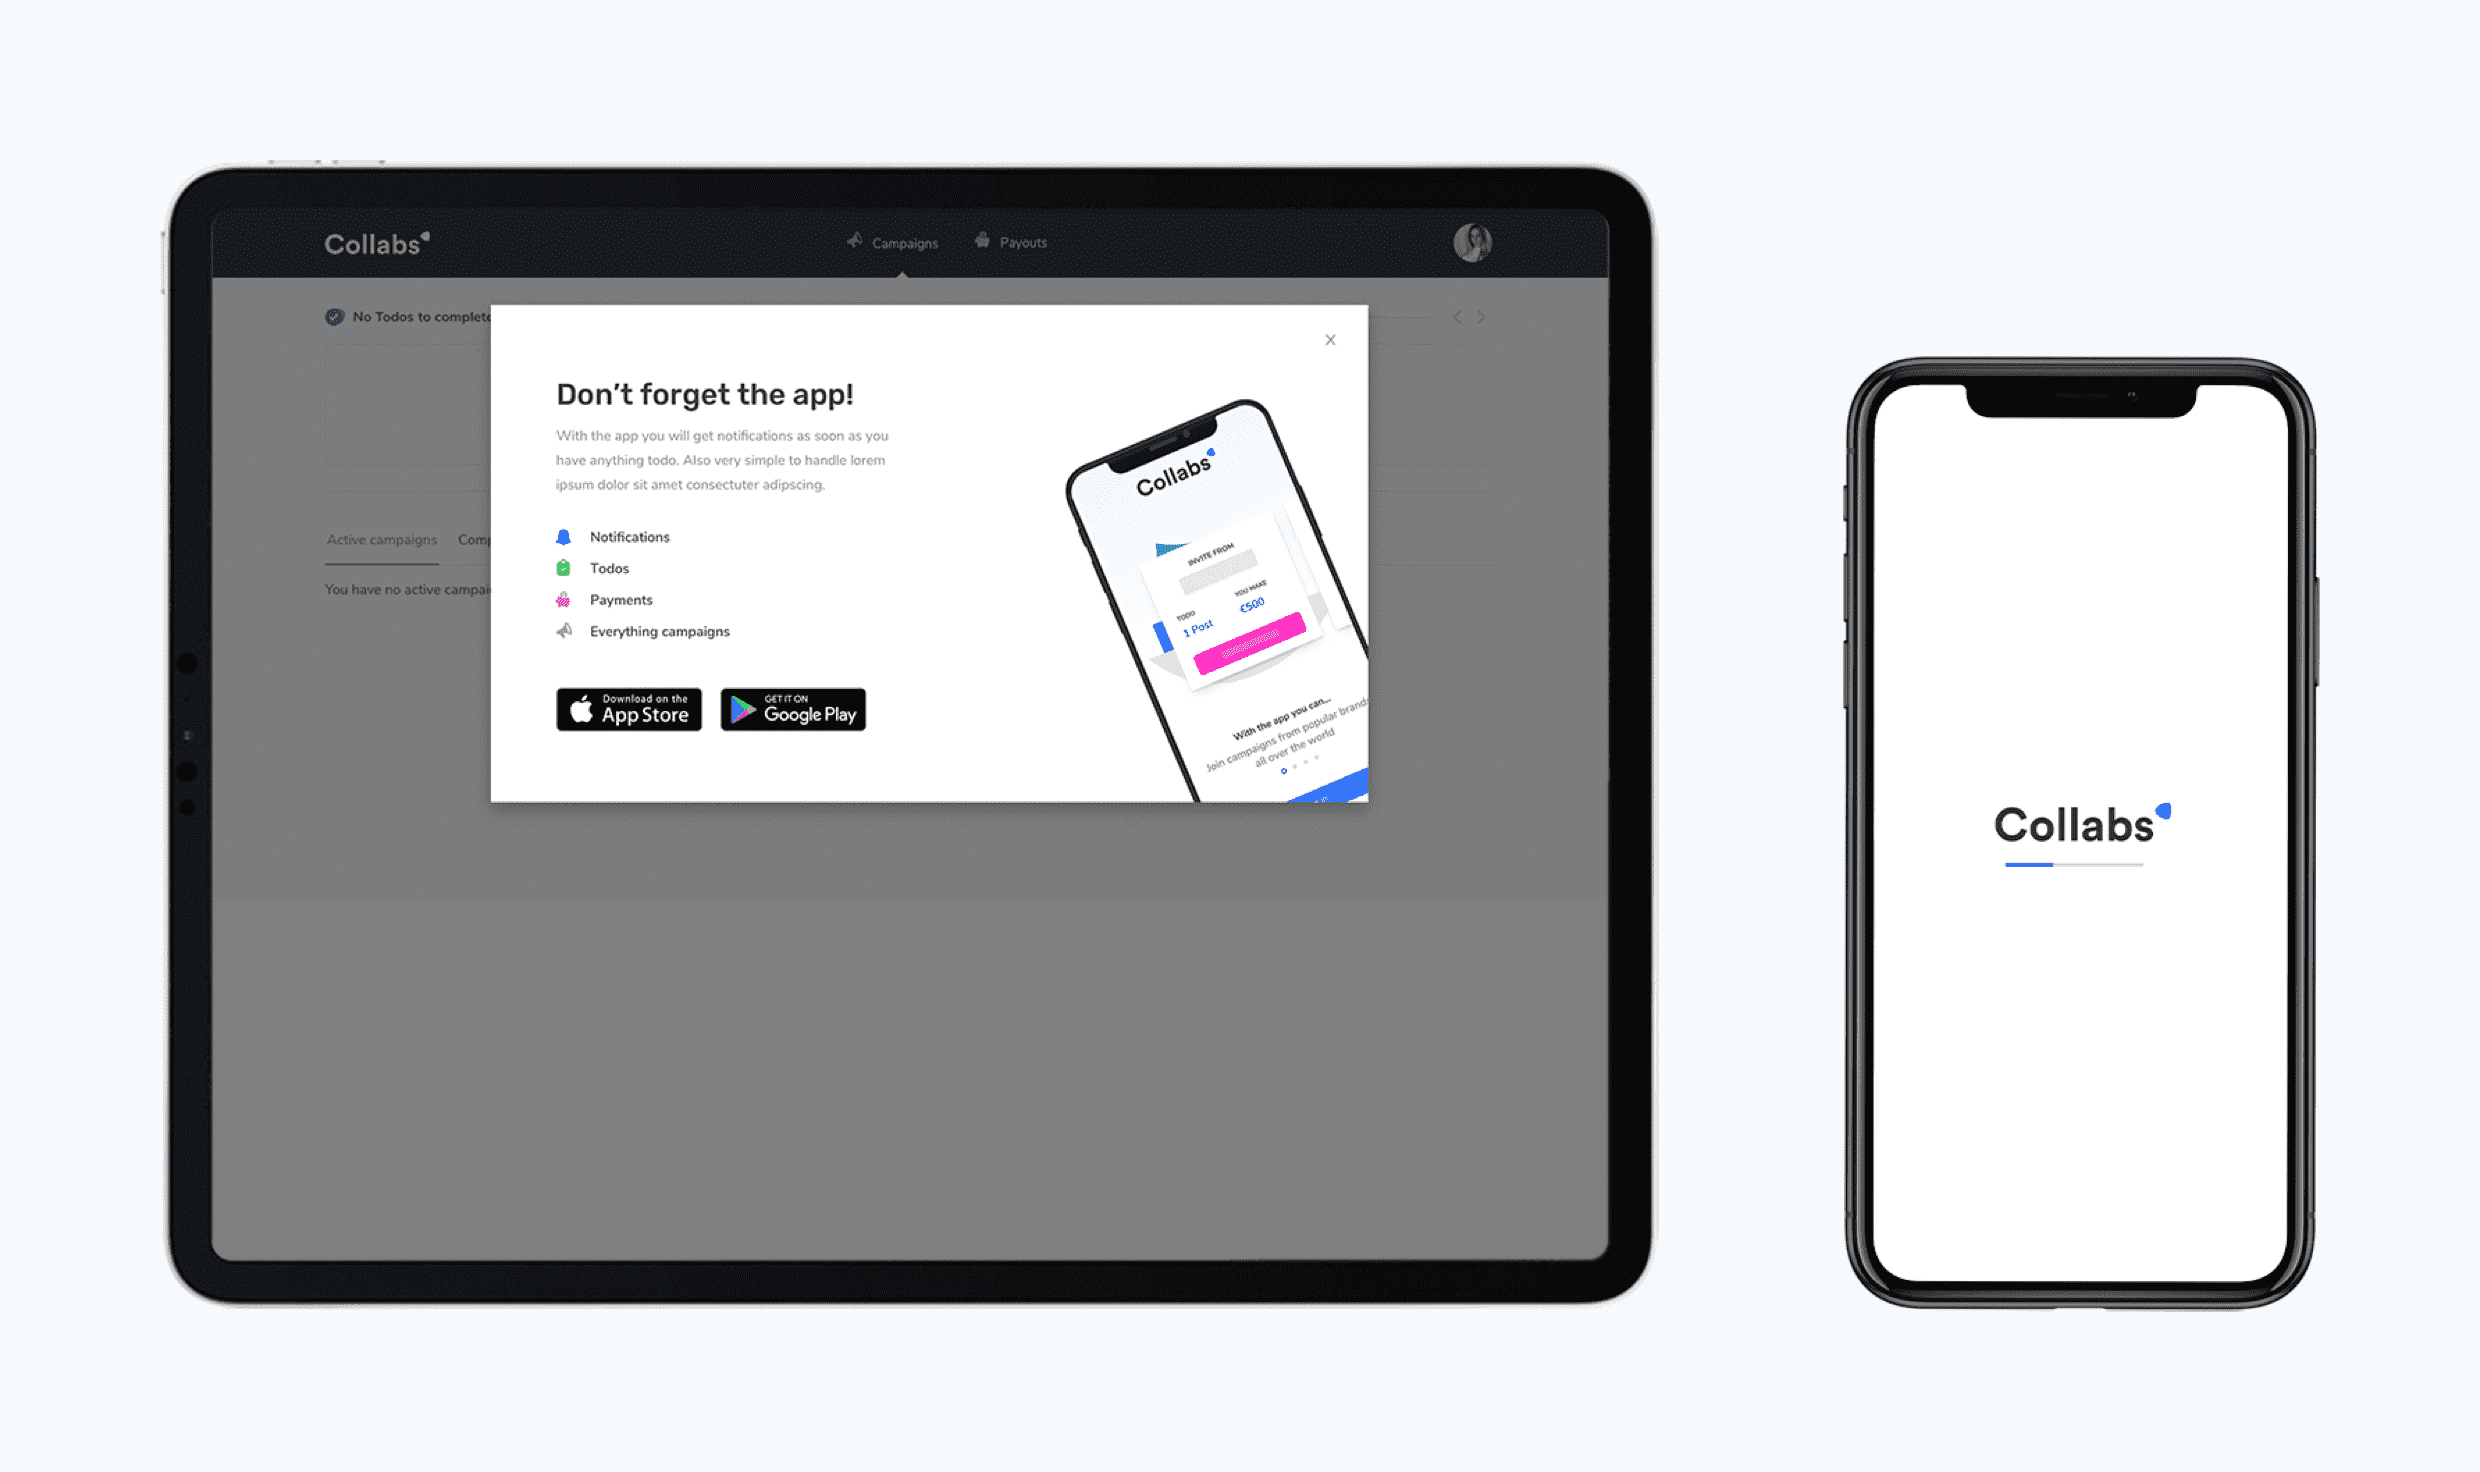 Collabs
Campaigns
Payouts
No Todos to complete
Don't forget the app!
With the app you will get notifications as soon as you
have anything todo. Also very simple to handle lorem
ipsum dolor sit amet consectuter adipscing.
Notifications
Todos
Payments
Everything campaigns
Download on the
App Store
GET IT ON
Google Play
X
Collabs
INVITE FROM
TODO
1 Post
YOU MAKE
€500
With the app you can...
Join campaigns from popular brand
all over the world
Active campaigns
Comp
You have no active campai
Collabs